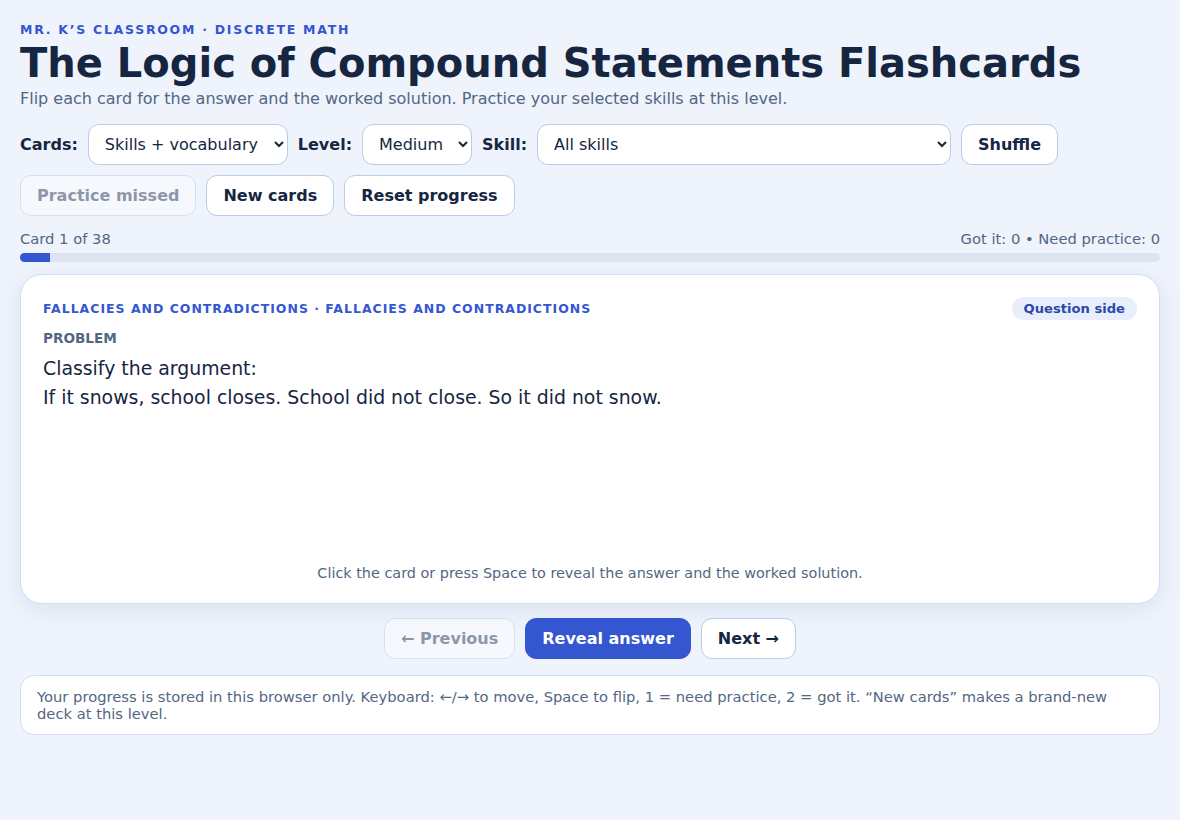 MR. K’S CLASSROOM · DISCRETE MATH
The Logic of Compound Statements Flashcards
Flip each card for the answer and the worked solution. Practice your selected skills at this level.
Cards: Skills + vocabulary Level: Medium Skill: All skills Shuffle
Practice missed New cards Reset progress
Card 1 of 38 Got it: 0 • Need practice: 0
FALLACIES AND CONTRADICTIONS · FALLACIES AND CONTRADICTIONS Question side
PROBLEM
Classify the argument:
If it snows, school closes. School did not close. So it did not snow.
Click the card or press Space to reveal the answer and the worked solution.
← Previous Reveal answer Next →
Your progress is stored in this browser only. Keyboard: ←/→ to move, Space to flip, 1 = need practice, 2 = got it. “New cards” makes a brand-new
deck at this level.